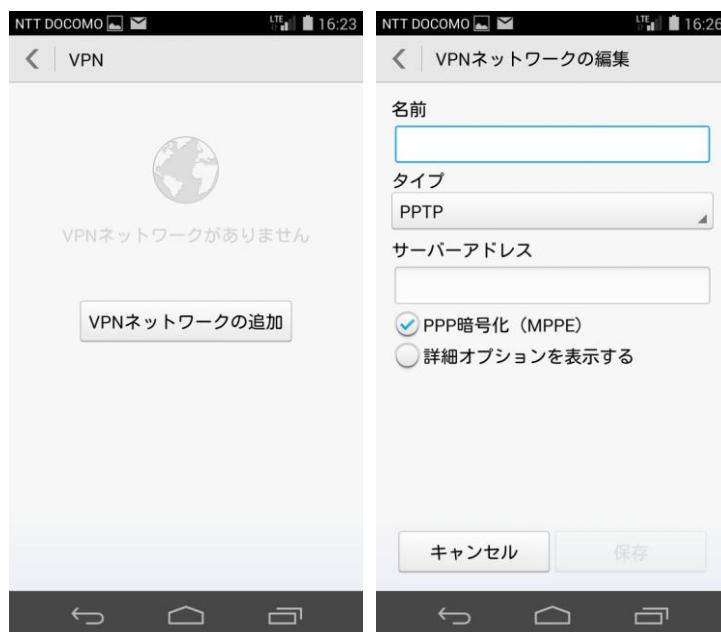 NTT DOCOMO LTE 16:23
VPN
VPNネットワークがありません
VPNネットワークの追加
NTT DOCOMO LTE 16:26
VPNネットワークの編集
名前
タイプ
PPTP
サーバーアドレス
PPP暗号化（MPPE）
詳細オプションを表示する
キャンセル
保存